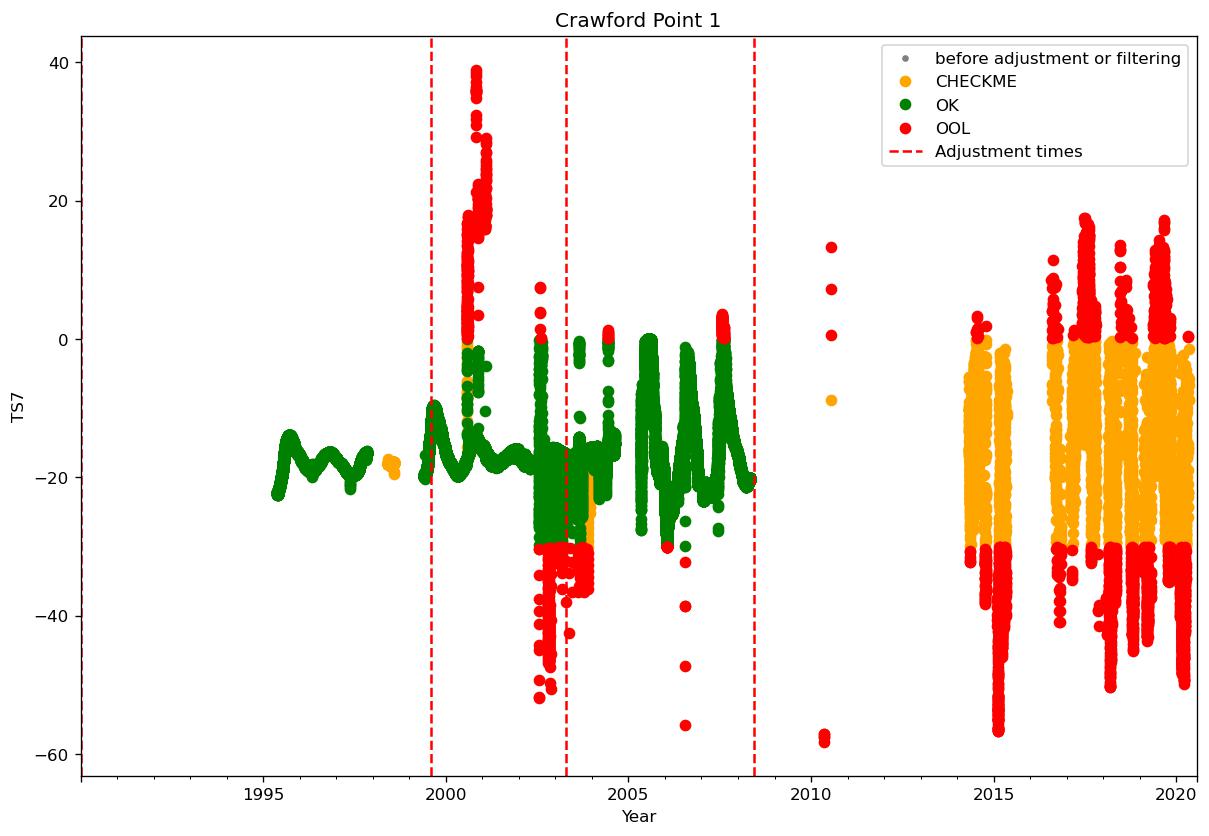 Crawford Point 1
before adjustment or filtering
CHECKME
OK
OOL
Adjustment times
TS7
40
20
0
−20
−40
−60
1995
2000
2005
2010
2015
2020
Year